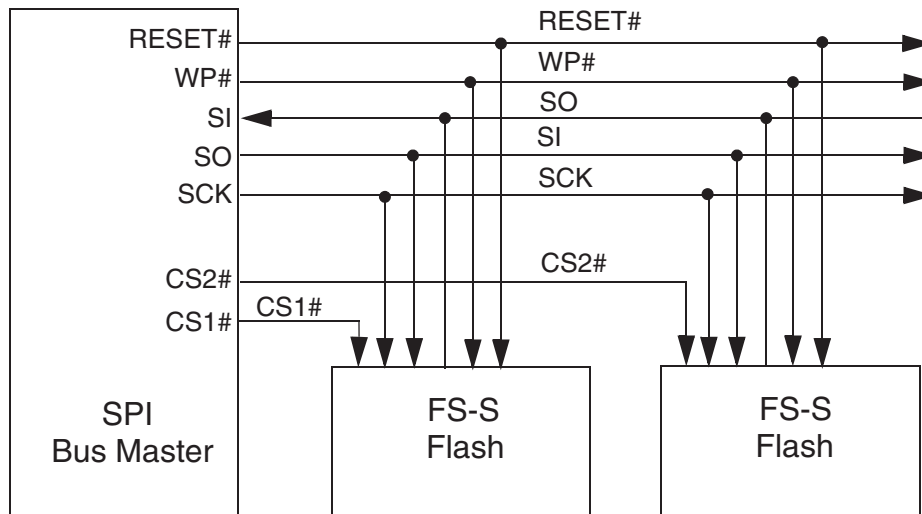 RESET#
RESET#
WP#
WP#
SI
SO
SO
SI
SCK
SCK
CS2#
CS2#
CS1#
CS1#
SPI
Bus Master
FS-S
Flash
FS-S
Flash